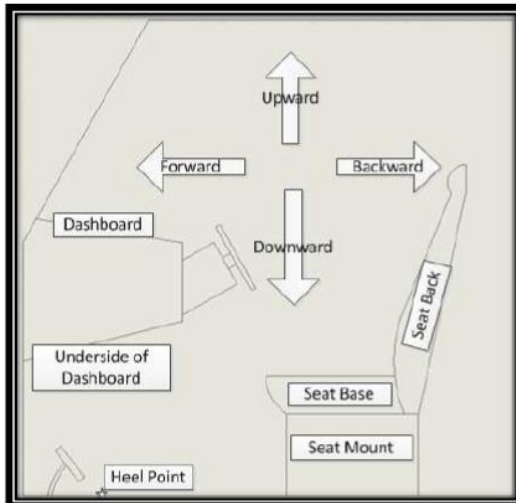 Upward
Forward
Backward
Dashboard
Downward
Seat Back
Underside of
Dashboard
Seat Base
Seat Mount
Heel Point